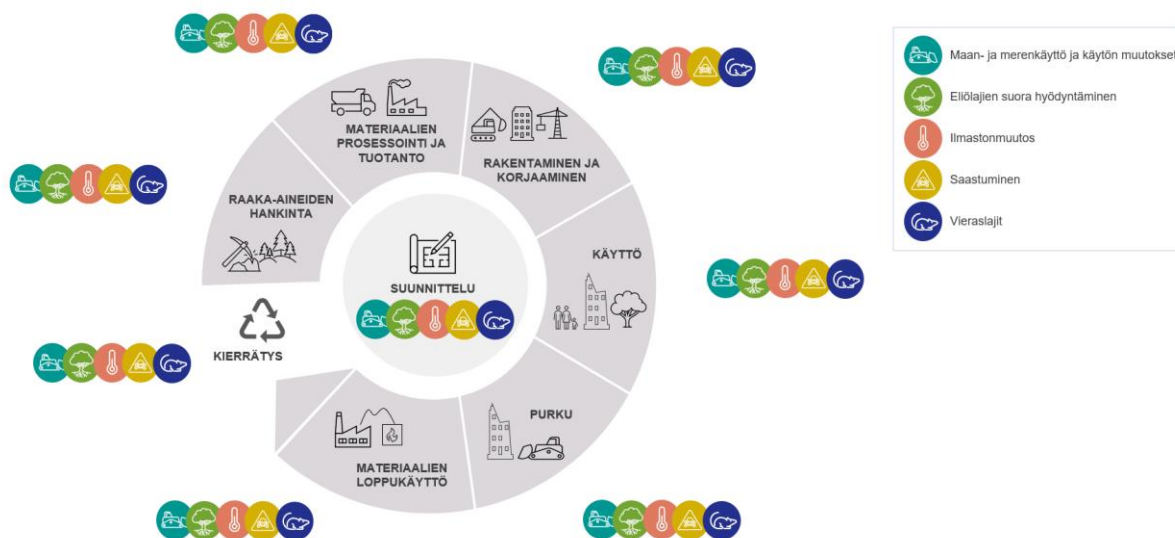 MATERIAALIEN
PROSESSOINTI JA
TUOTANTO
RAKENTAMINEN JA
KORJAAMINEN
RAAKA-AINEIDEN
HANKINTA
KÄYTTÖ
SUUNNITTELU
KIERRÄTYS
PURKU
MATERIAALIEN
LOPPUKÄYTTÖ
Maan- ja merenkäyttö ja käytön muutokset
Eliölajien suora hyödyntäminen
Ilmastonmuutos
Saastuminen
Vieraslajit